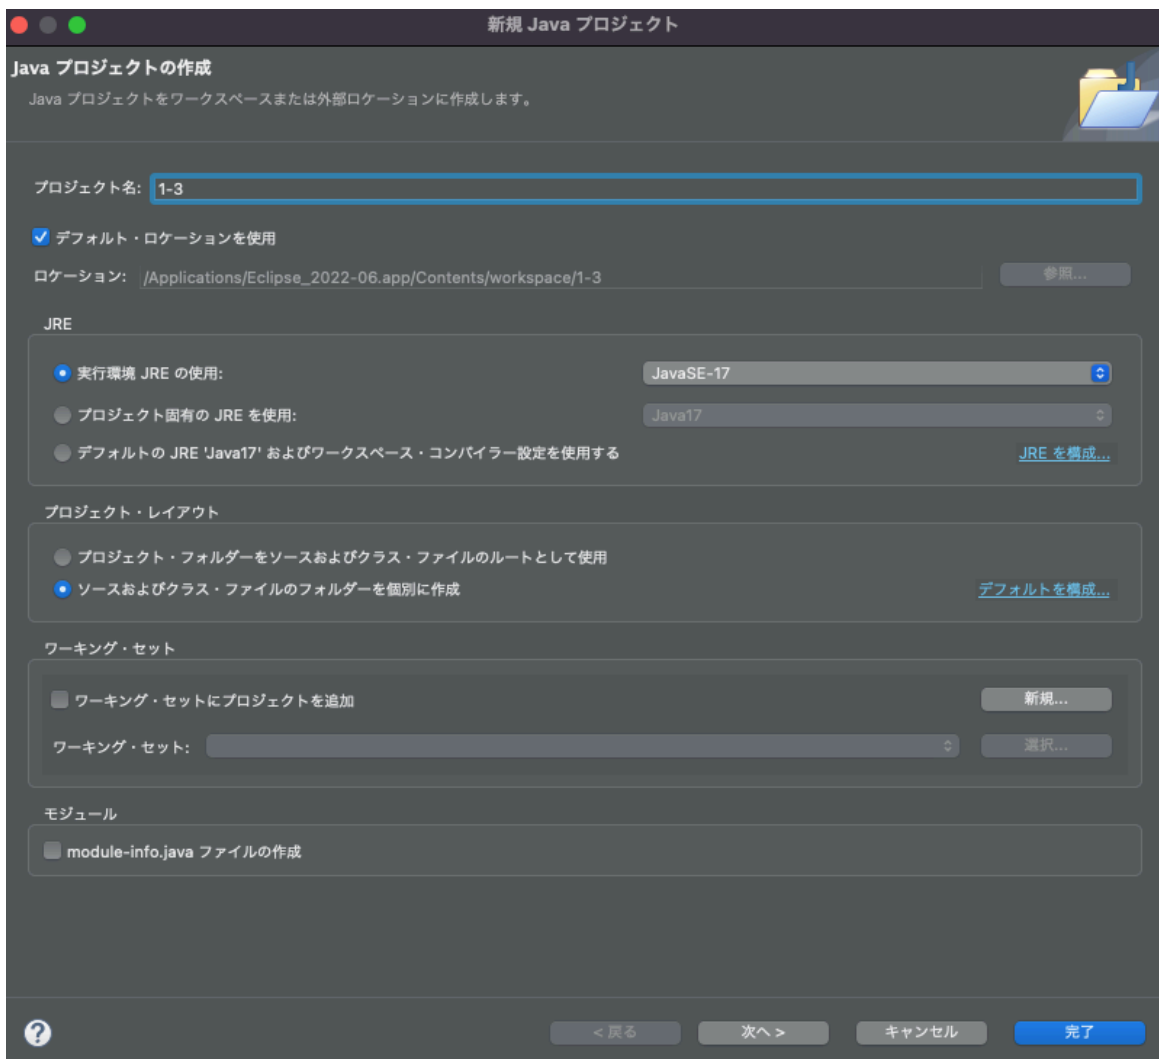 新規 Java プロジェクト
Java プロジェクトの作成
Java プロジェクトをワークスペースまたは外部ロケーションに作成します。
プロジェクト名: 1-3
デフォルト・ロケーションを使用
ロケーション: /Applications/Eclipse_2022-06.app/Contents/workspace/1-3 参照...
JRE
実行環境 JRE の使用: JavaSE-17
プロジェクト固有の JRE を使用: Java17
デフォルトの JRE 'Java17' およびワークスペース・コンパイラー設定を使用する JRE を構成...
プロジェクト・レイアウト
プロジェクト・フォルダーをソースおよびクラス・ファイルのルートとして使用
ソースおよびクラス・ファイルのフォルダーを個別に作成 デフォルトを構成...
ワーキング・セット
ワーキング・セットにプロジェクトを追加 新規...
ワーキング・セット: 選択...
モジュール
module-info.java ファイルの作成
? < 戻る 次へ > キャンセル 完了